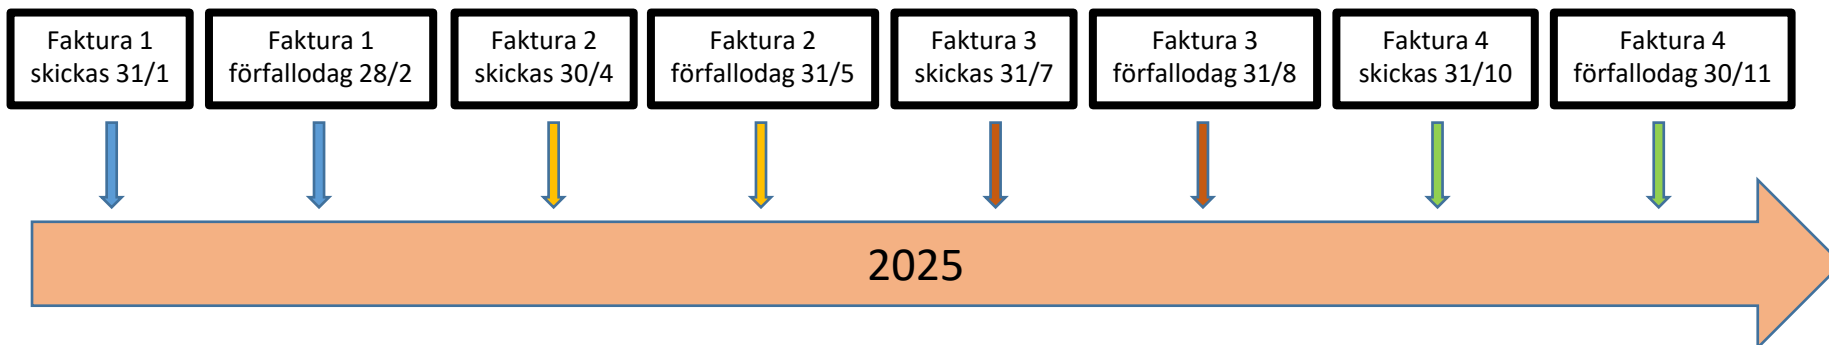 Faktura 1
skickas 31/1
Faktura 1
förfallodag 28/2
Faktura 2
skickas 30/4
Faktura 2
förfallodag 31/5
Faktura 3
skickas 31/7
Faktura 3
förfallodag 31/8
Faktura 4
skickas 31/10
Faktura 4
förfallodag 30/11
2025